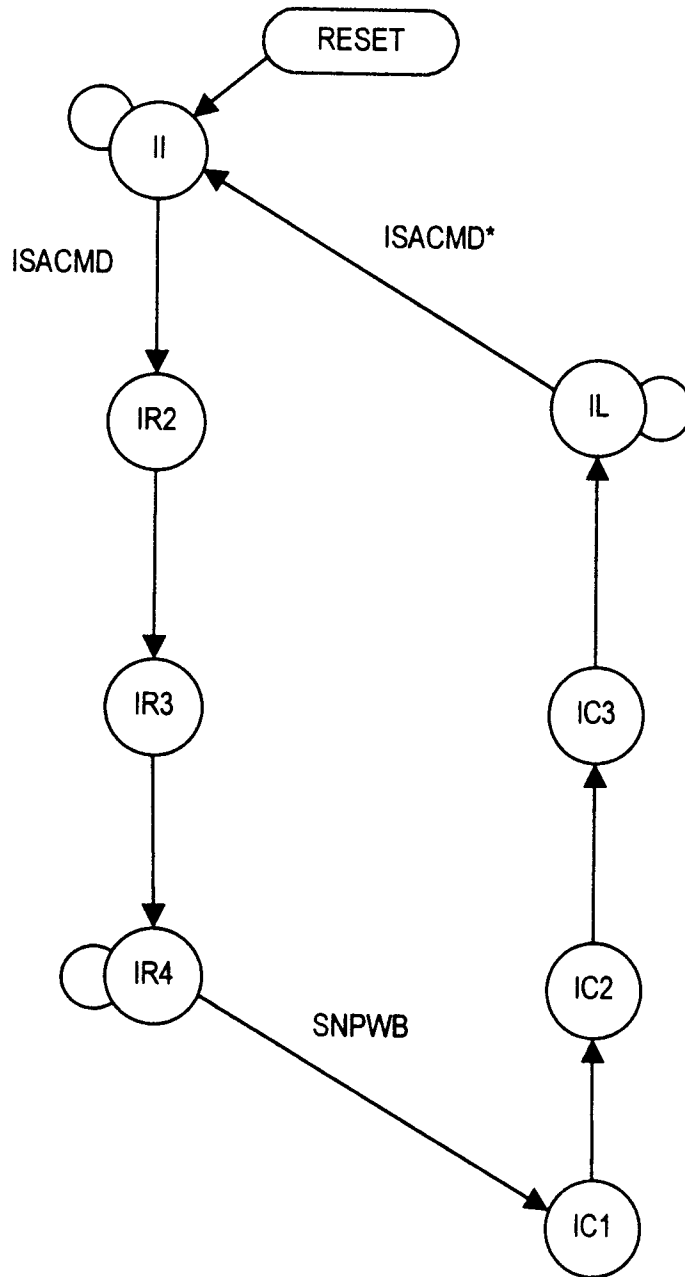 RESET
II
ISACMD
ISACMD*
IR2
IL
IR3
IC3
IR4
IC2
SNPWB
IC1